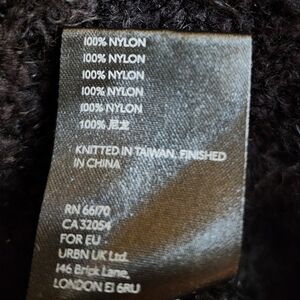 100% NYLON
100% NYLON
100% NYLON
100% NYLON
100% NYLON
100% 尼龙
KNITTED IN TAIWAN. FINISHED
IN CHINA
RN 66170
CA 32054
FOR EU
URBN UK Ltd.
146 Brick Lane,
LONDON E1 6RU